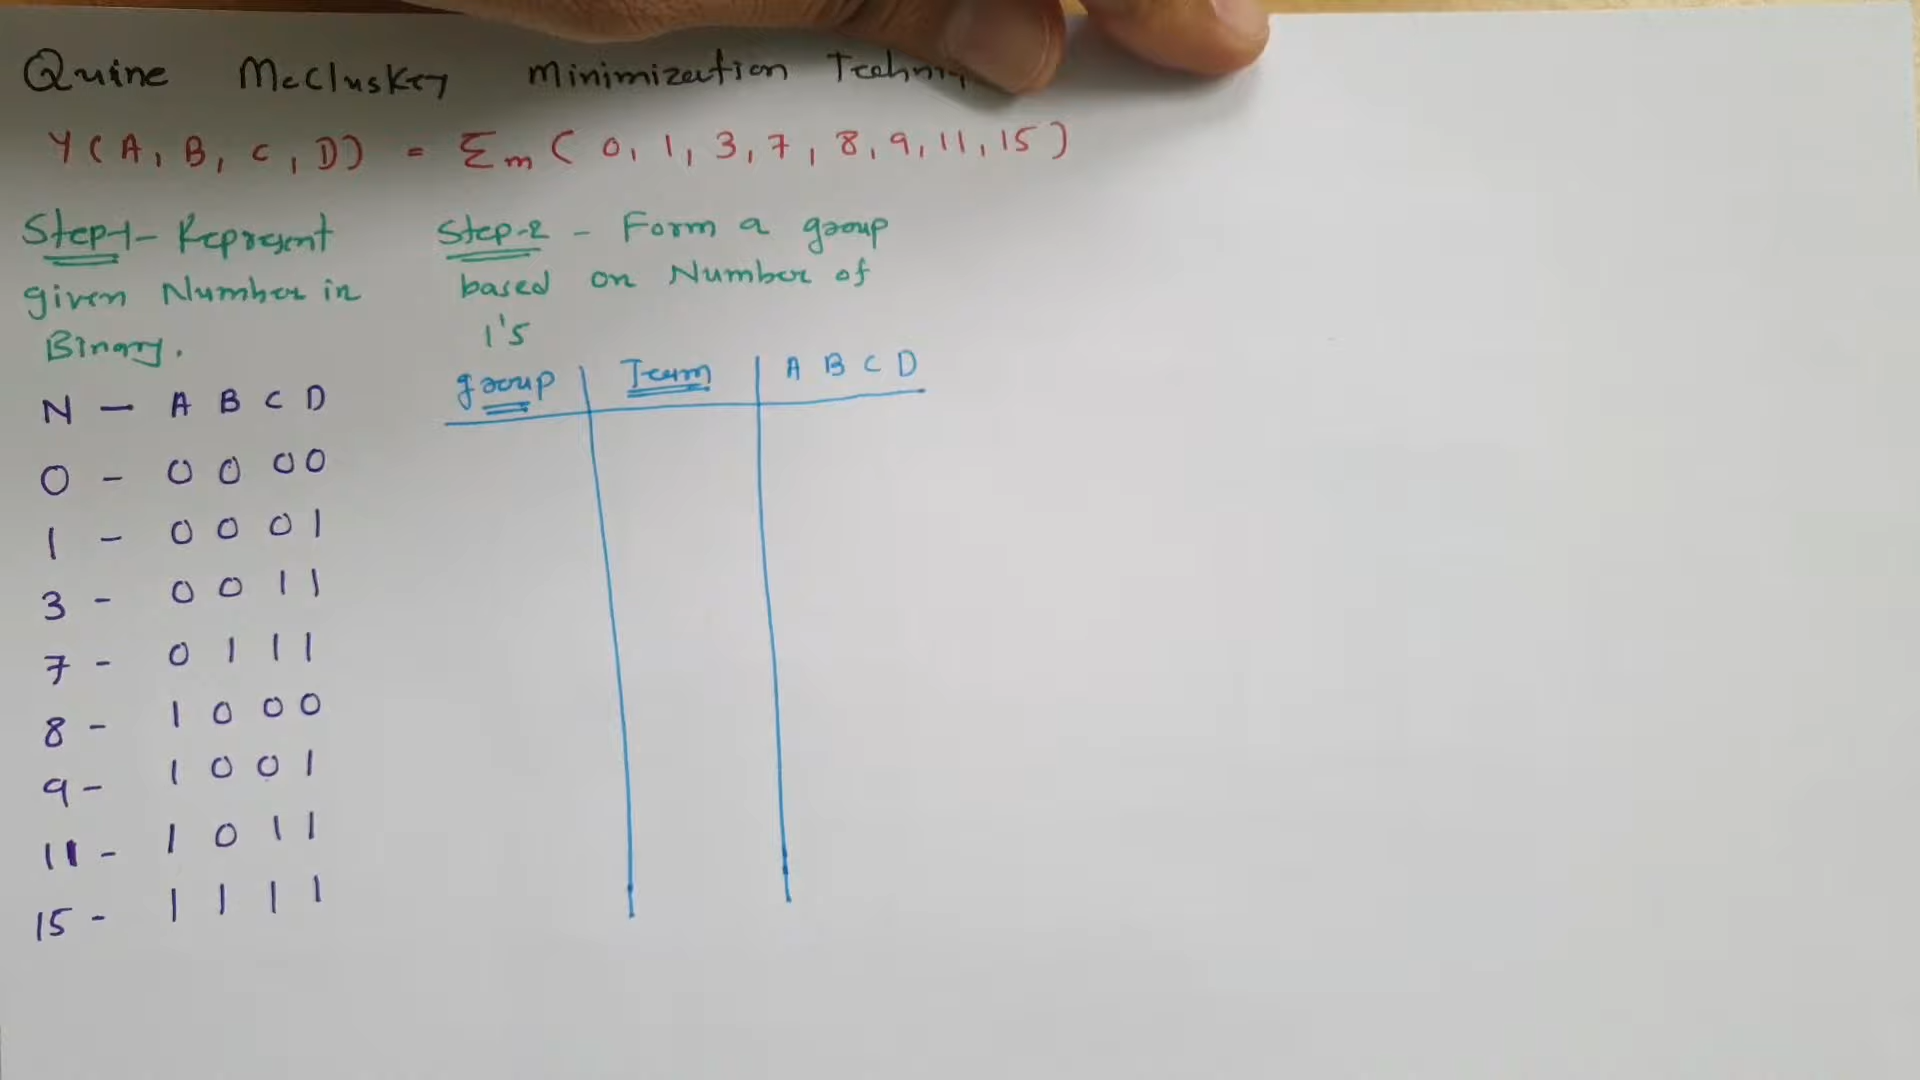 Quine McCluskey Minimization
Y(A, B, C, D) = Σm( 0, 1, 3, 7, 8, 9, 11, 15)
Step-1 - Represent
given Number in
Binary.
N - A B C D
0 - 0 0 0 0
1 - 0 0 0 1
3 - 0 0 1 1
7 - 0 1 1 1
8 - 1 0 0 0
9 - 1 0 0 1
11 - 1 0 1 1
15 - 1 1 1 1
Step-2 - Form a group
based on Number of
1's
group Term A B C D